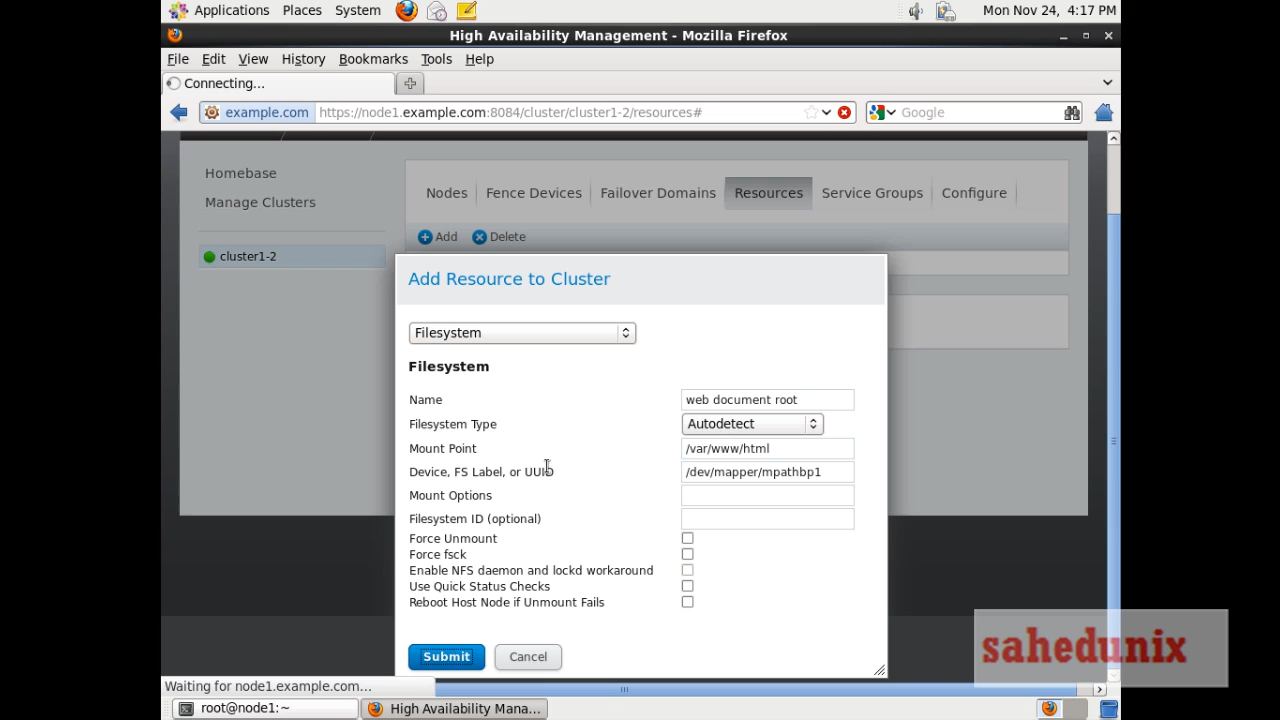 Applications Places System Mon Nov 24, 4:17 PM
High Availability Management - Mozilla Firefox
File Edit View History Bookmarks Tools Help
Connecting...
example.com https://node1.example.com:8084/cluster/cluster1-2/resources# Google
Homebase
Manage Clusters
cluster1-2
Nodes Fence Devices Failover Domains Resources Service Groups Configure
Add Delete
Add Resource to Cluster
Filesystem
Filesystem
Name web document root
Filesystem Type Autodetect
Mount Point /var/www/html
Device, FS Label, or UUID /dev/mapper/mpathbp1
Mount Options
Filesystem ID (optional)
Force Unmount
Force fsck
Enable NFS daemon and lockd workaround
Use Quick Status Checks
Reboot Host Node if Unmount Fails
Submit Cancel
sahedunix
Waiting for node1.example.com...
root@node1:~ High Availability Mana...